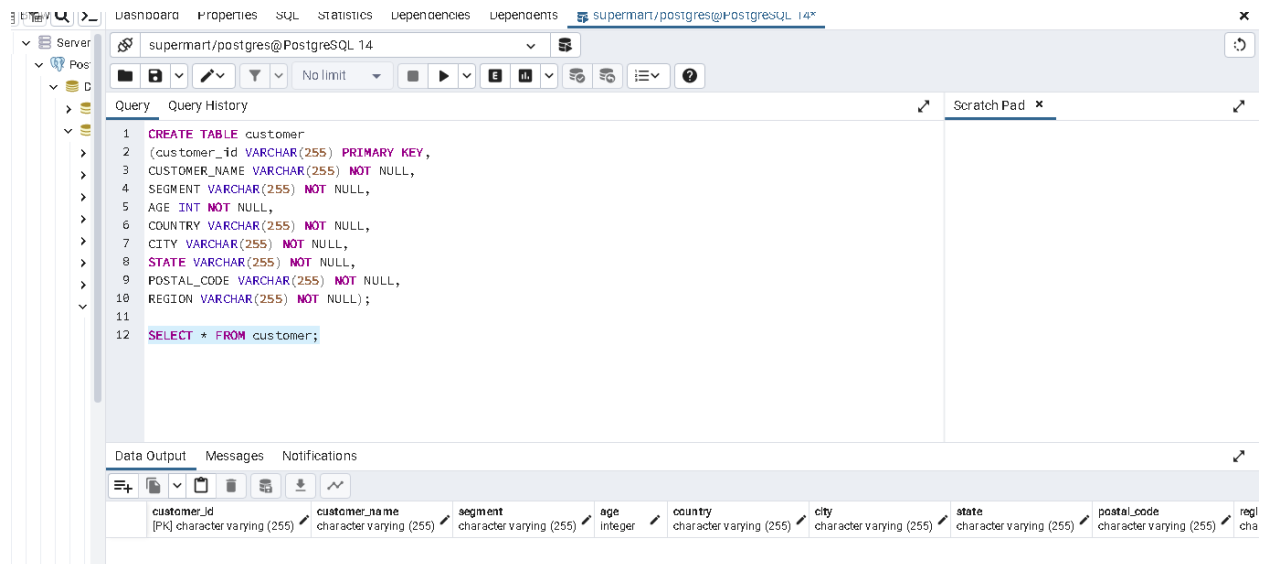 Dashboard Properties SQL Statistics Dependencies Dependents supermart/postgres@PostgreSQL 14* ×
Server
supermart/postgres@PostgreSQL 14
Pos
D
No limit
E
Query Query History
Scratch Pad ×
1 CREATE TABLE customer
2 (customer_id VARCHAR(255) PRIMARY KEY,
3 CUSTOMER_NAME VARCHAR(255) NOT NULL,
4 SEGMENT VARCHAR(255) NOT NULL,
5 AGE INT NOT NULL,
6 COUNTRY VARCHAR(255) NOT NULL,
7 CITY VARCHAR(255) NOT NULL,
8 STATE VARCHAR(255) NOT NULL,
9 POSTAL_CODE VARCHAR(255) NOT NULL,
10 REGION VARCHAR(255) NOT NULL);
11
12 SELECT * FROM customer;
Data Output Messages Notifications
customer_id customer_name segment age country city state postal_code regi
[PK] character varying (255) character varying (255) character varying (255) integer character varying (255) character varying (255) character varying (255) character varying (255) cha